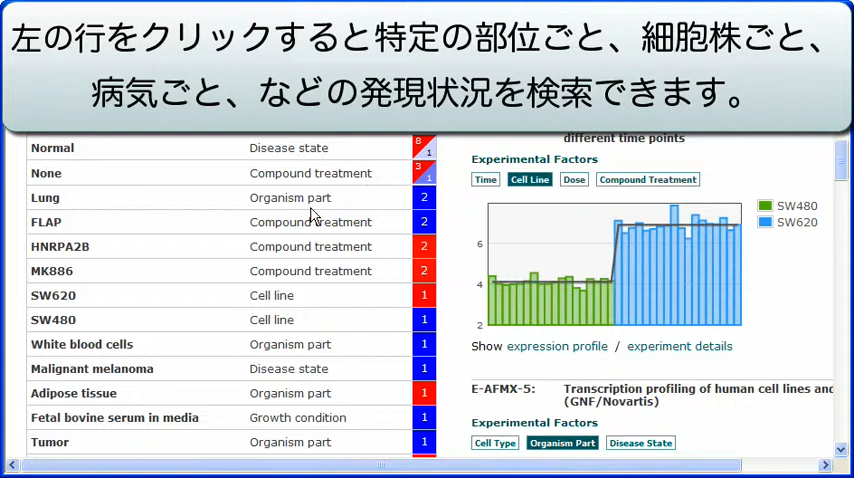 左の行をクリックすると特定の部位ごと、細胞株ごと、
病気ごと、などの発現状況を検索できます。
different time points
Normal Disease state 8 1
None Compound treatment 3 1
Lung Organism part 2
FLAP Compound treatment 2
HNRPA2B Compound treatment 2
MK886 Compound treatment 2
SW620 Cell line 1
SW480 Cell line 1
White blood cells Organism part 1
Malignant melanoma Disease state 1
Adipose tissue Organism part 1
Fetal bovine serum in media Growth condition 1
Tumor Organism part 1
Experimental Factors
Time Cell Line Dose Compound Treatment
6
4
2
SW480
SW620
Show expression profile / experiment details
E-AFMX-5: Transcription profiling of human cell lines and
(GNF/Novartis)
Experimental Factors
Cell Type Organism Part Disease State